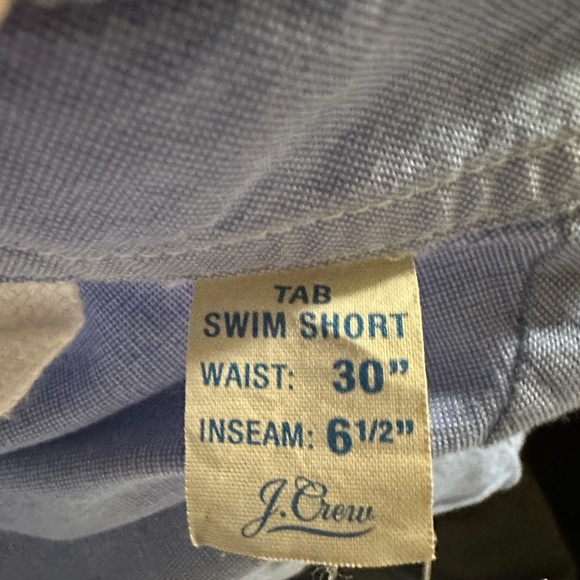 TAB
SWIM SHORT
WAIST: 30"
INSEAM: 6 1/2"
J. Crew